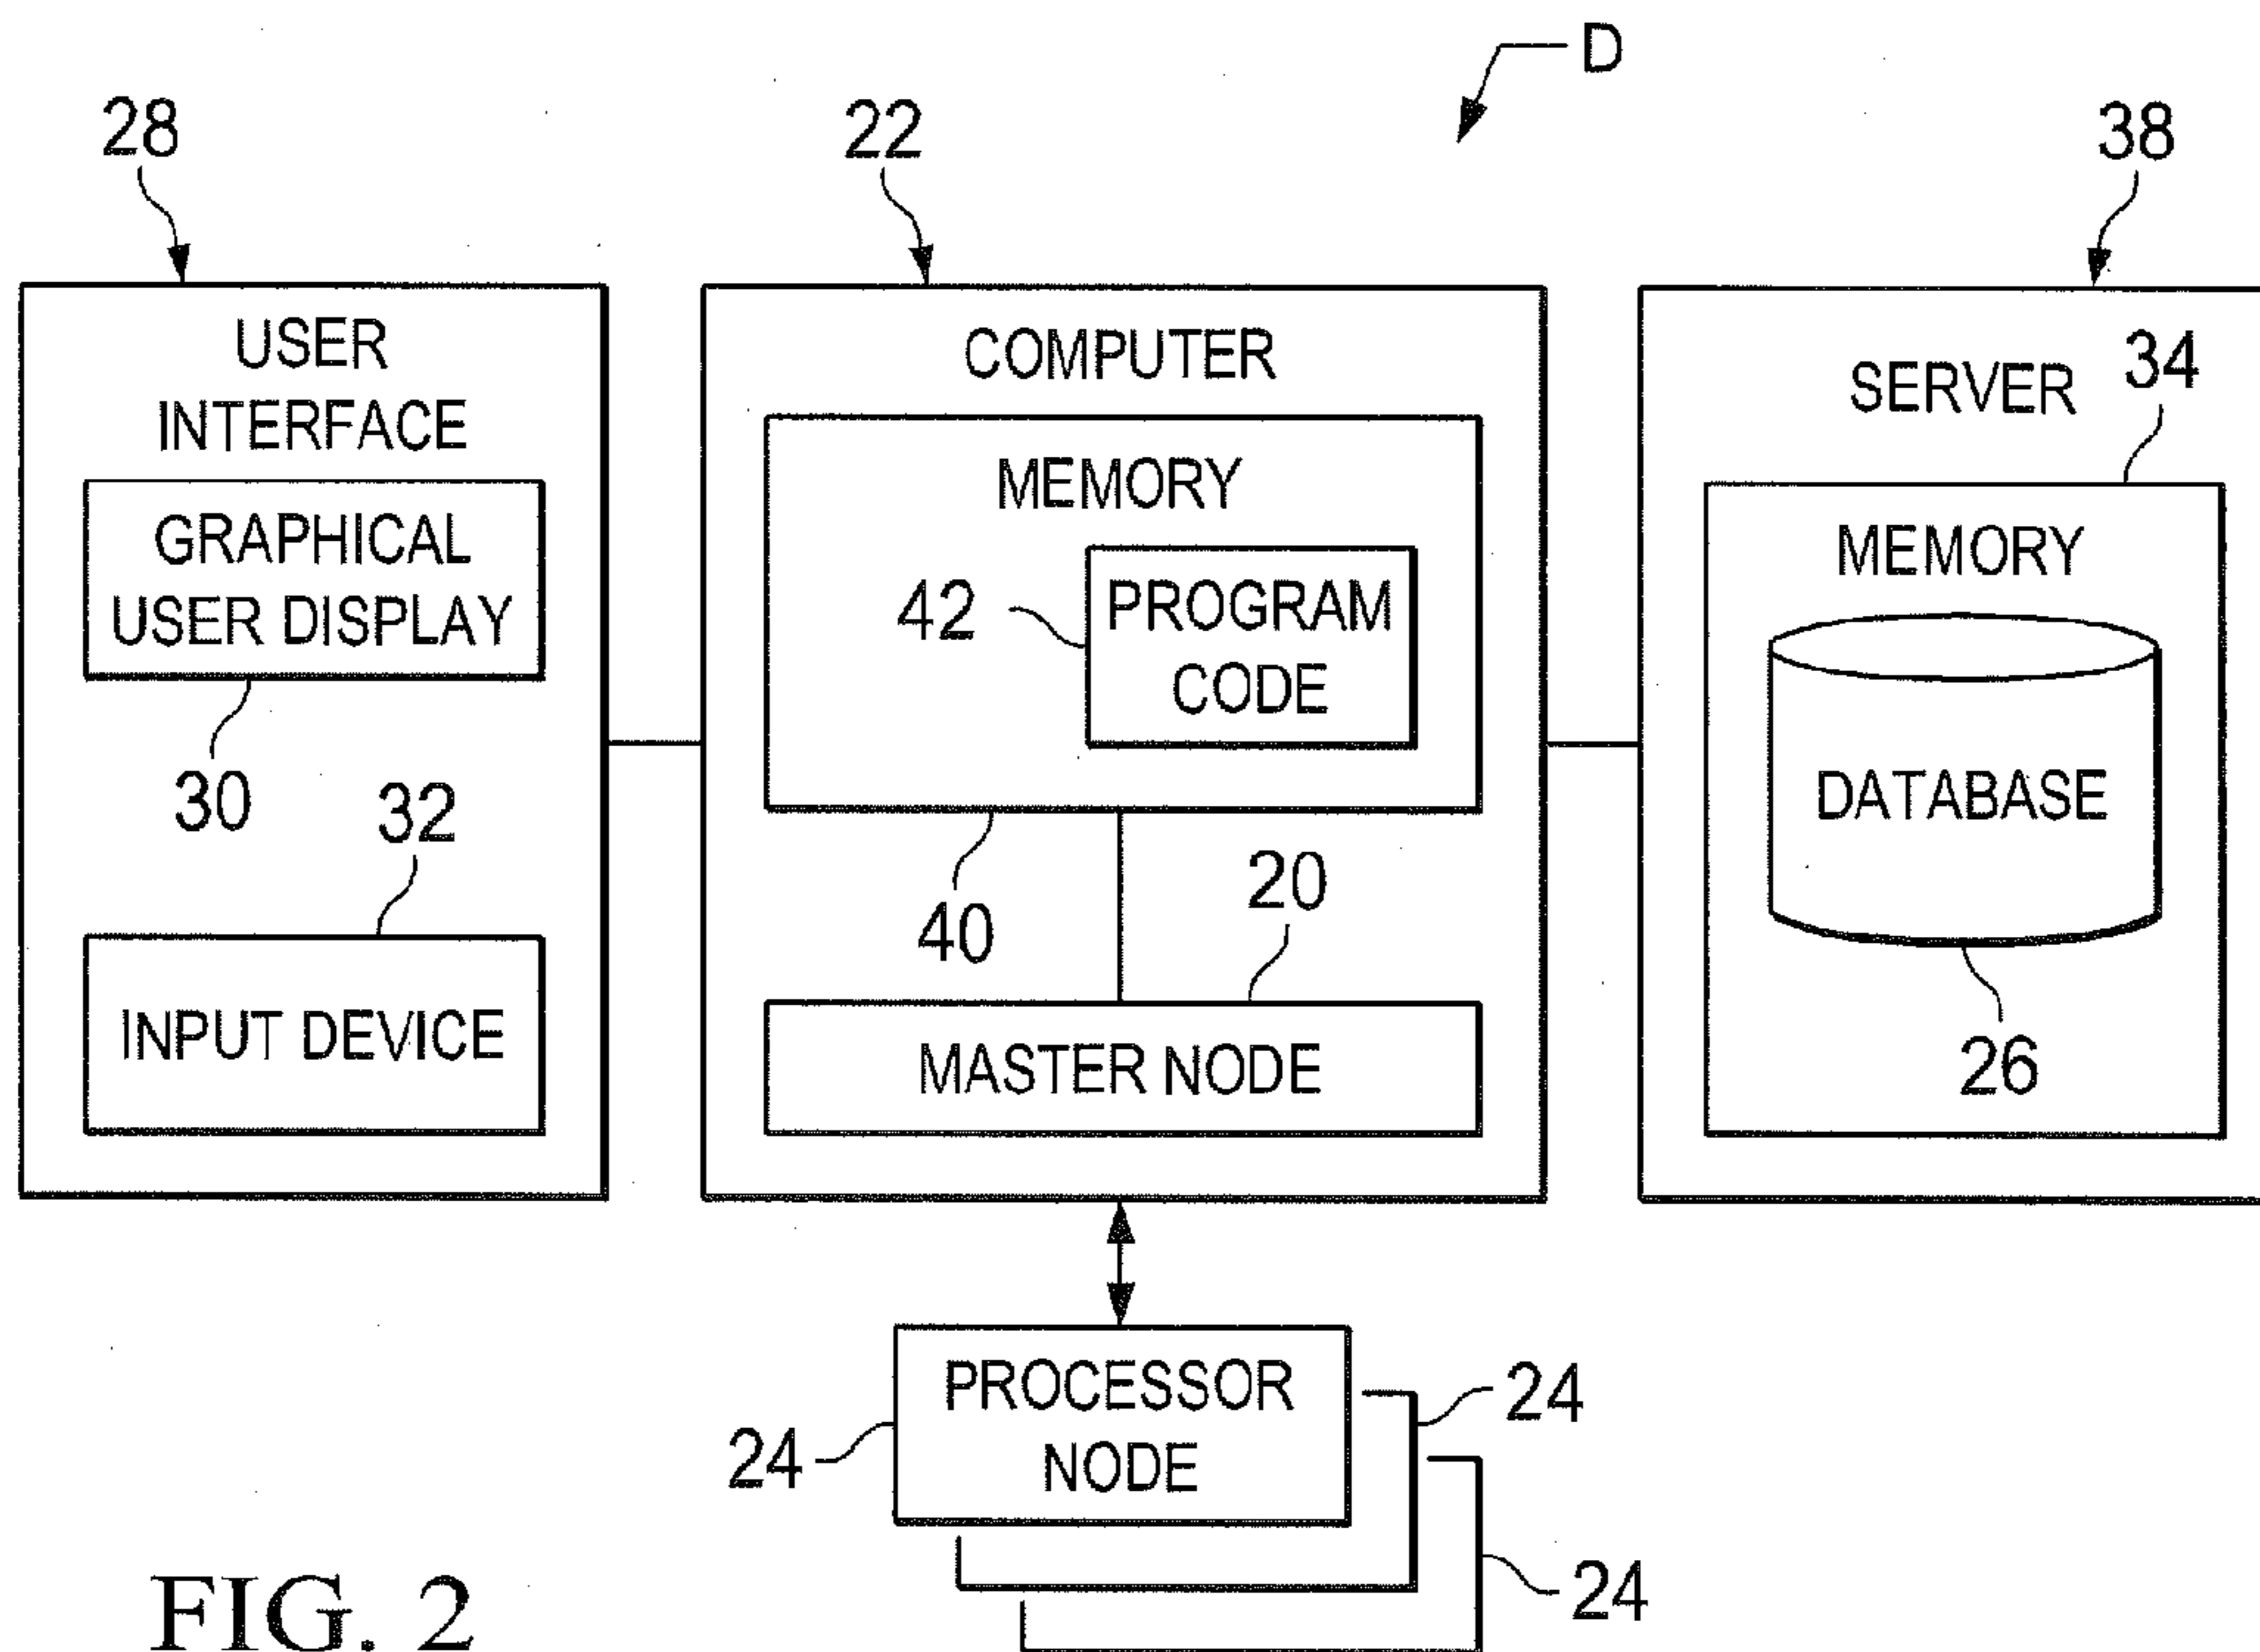 D
28
22
38
USER
INTERFACE
GRAPHICAL
USER DISPLAY
30
32
INPUT DEVICE
COMPUTER
MEMORY
42
PROGRAM
CODE
40
20
MASTER NODE
SERVER
34
MEMORY
DATABASE
26
PROCESSOR
NODE
24
24
24
FIG. 2